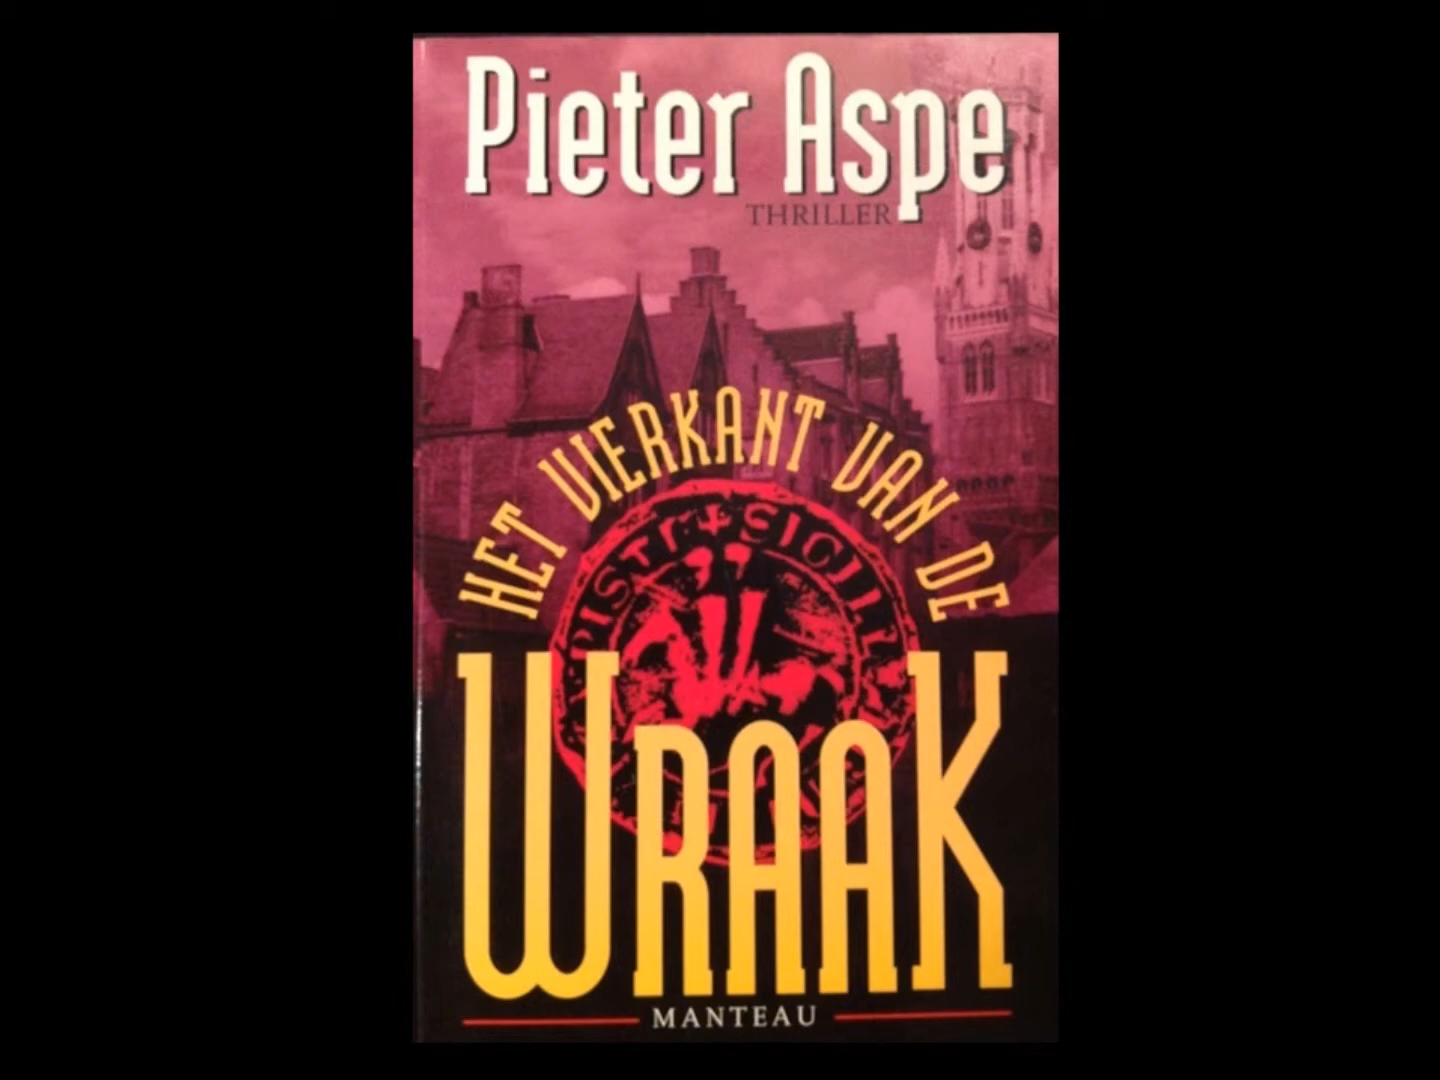 Pieter Aspe
THRILLER
HET VIERKANT VAN DE
WRAAK
MANTEAU